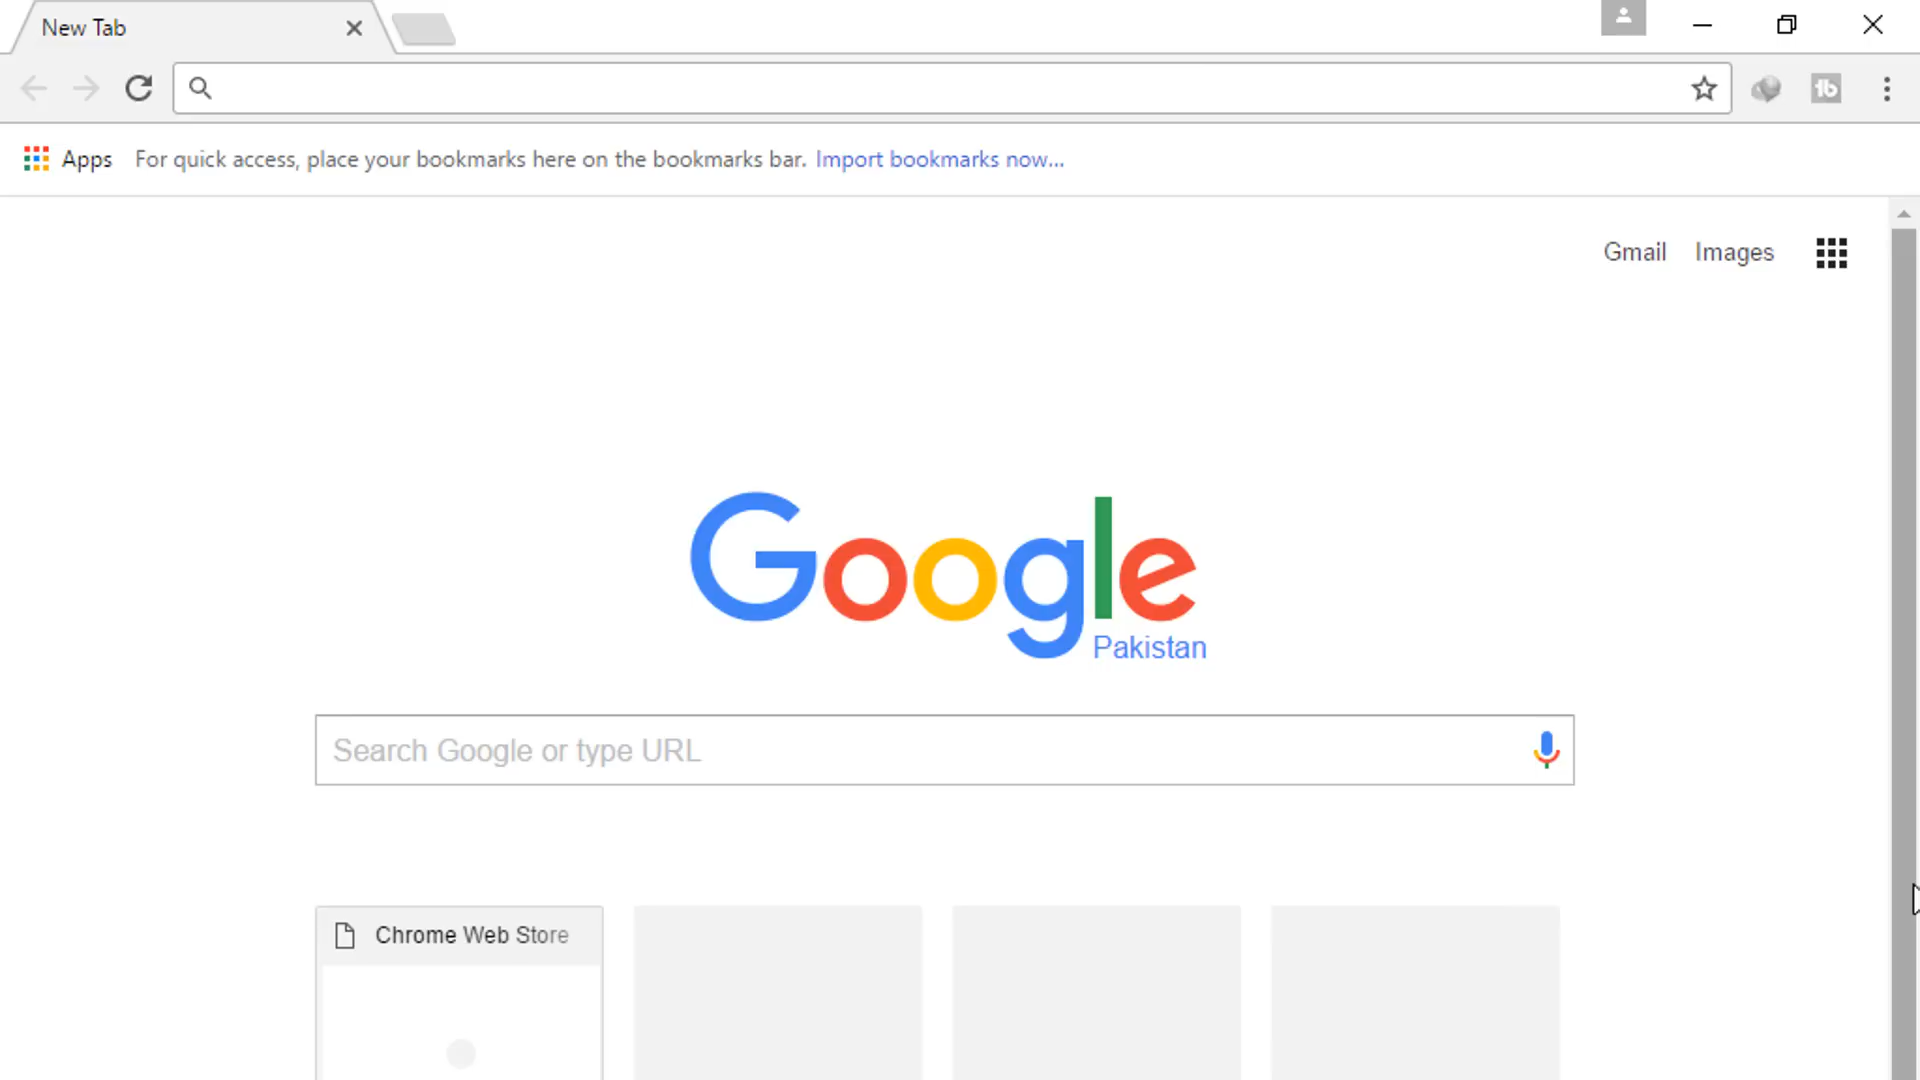 New Tab
Apps For quick access, place your bookmarks here on the bookmarks bar. Import bookmarks now...
Gmail Images
Google
Pakistan
Search Google or type URL
Chrome Web Store